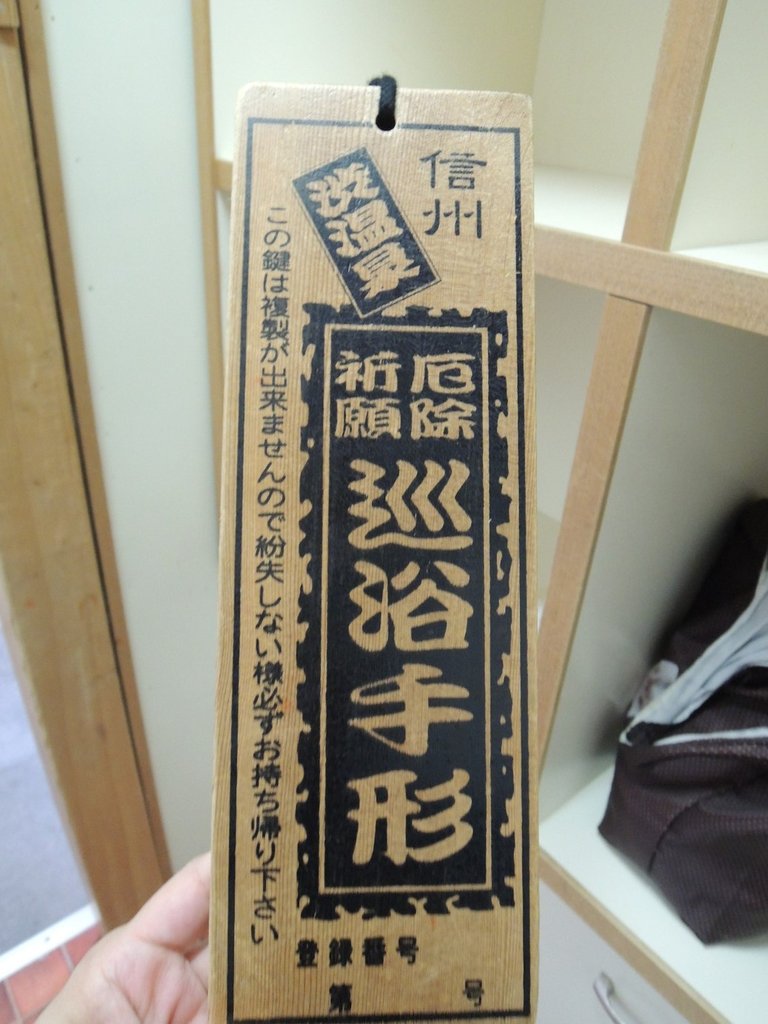 信州
渋温泉
厄除
祈願
巡浴手形
この鍵は複製が出来ませんので紛失しない様必ずお持ち帰り下さい
登録番号
第 号